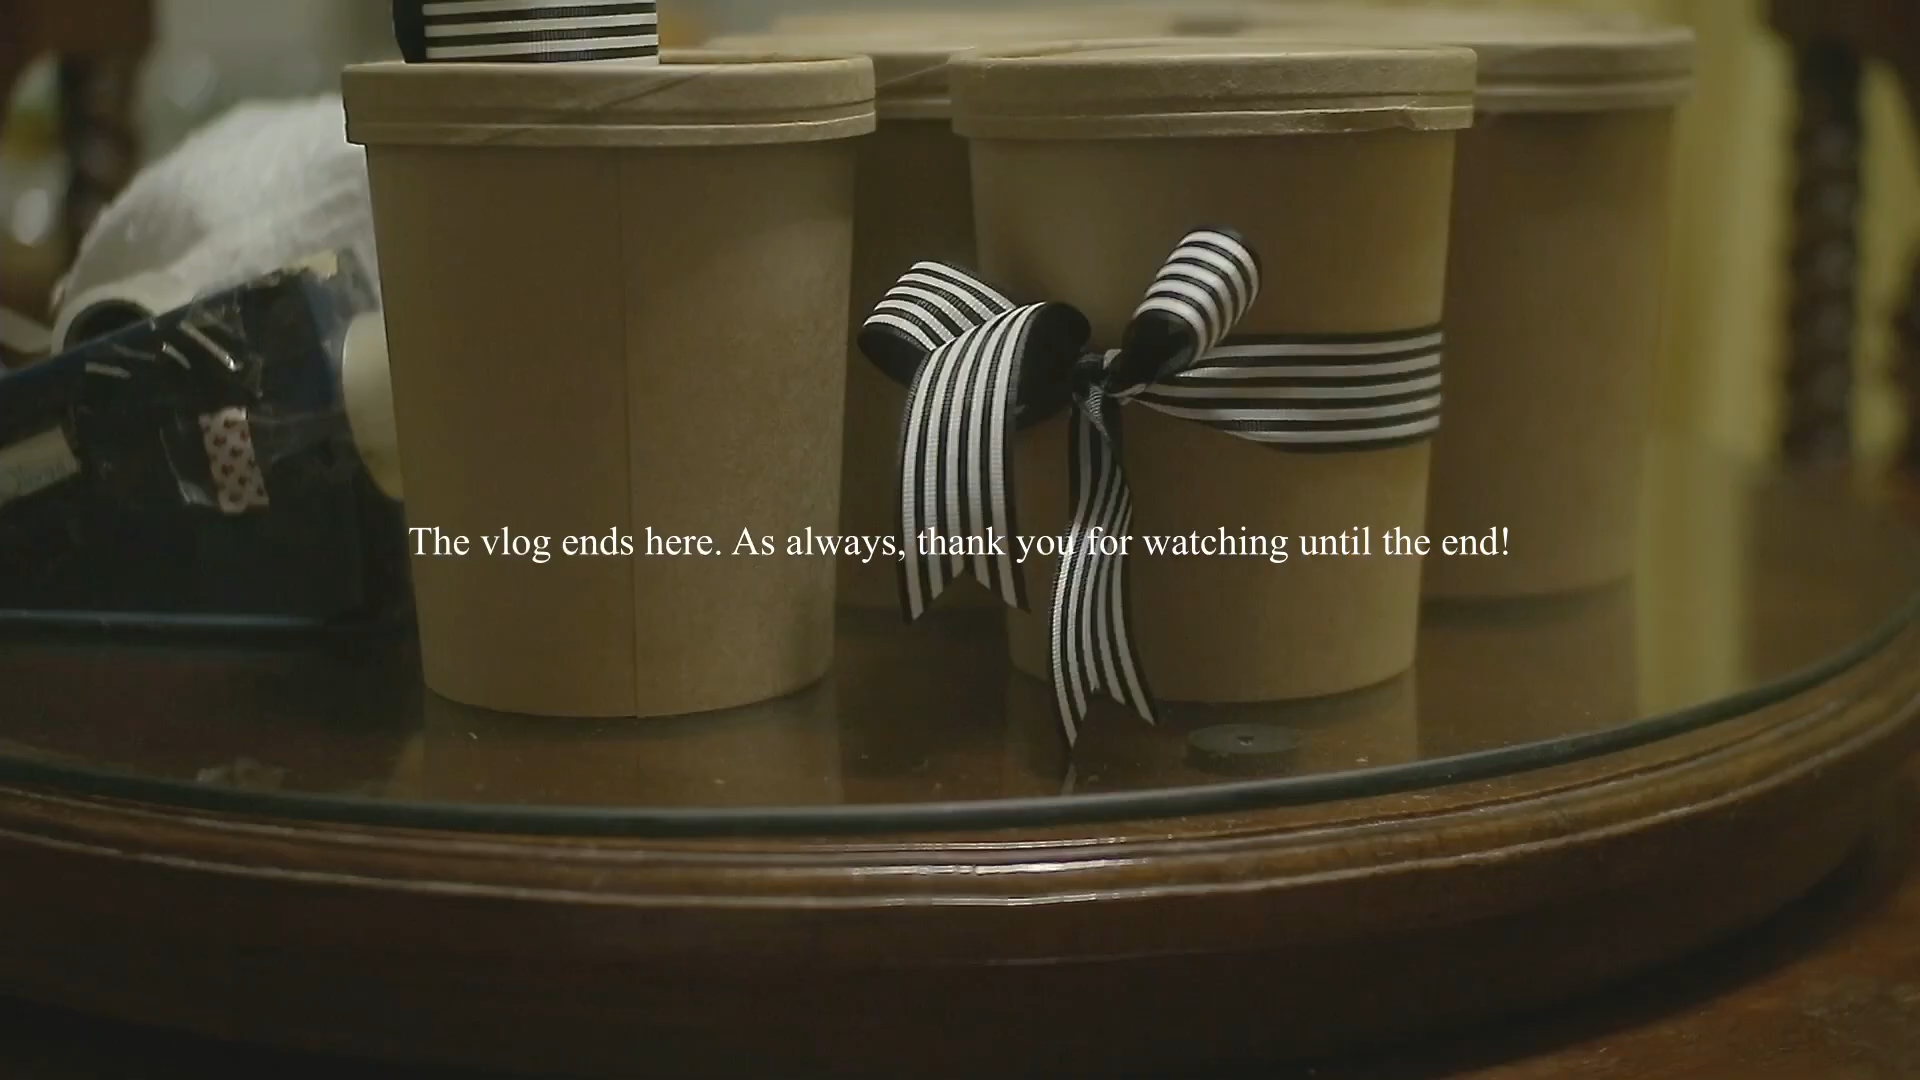 The vlog ends here. As always, thank you for watching until the end!